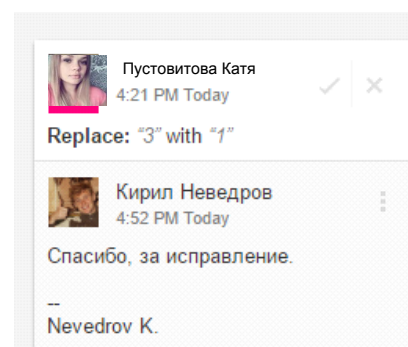 Пустовитова Катя
4:21 PM Today
Replace: “3” with “1”
Кирил Неведров
4:52 PM Today
Спасибо, за исправление.
--
Nevedrov K.